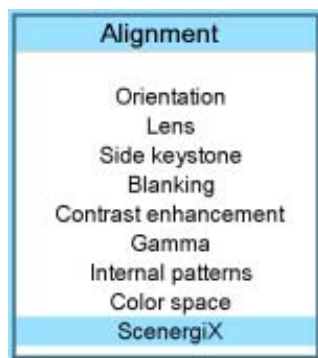 Alignment
Orientation
Lens
Side keystone
Blanking
Contrast enhancement
Gamma
Internal patterns
Color space
ScenergiX